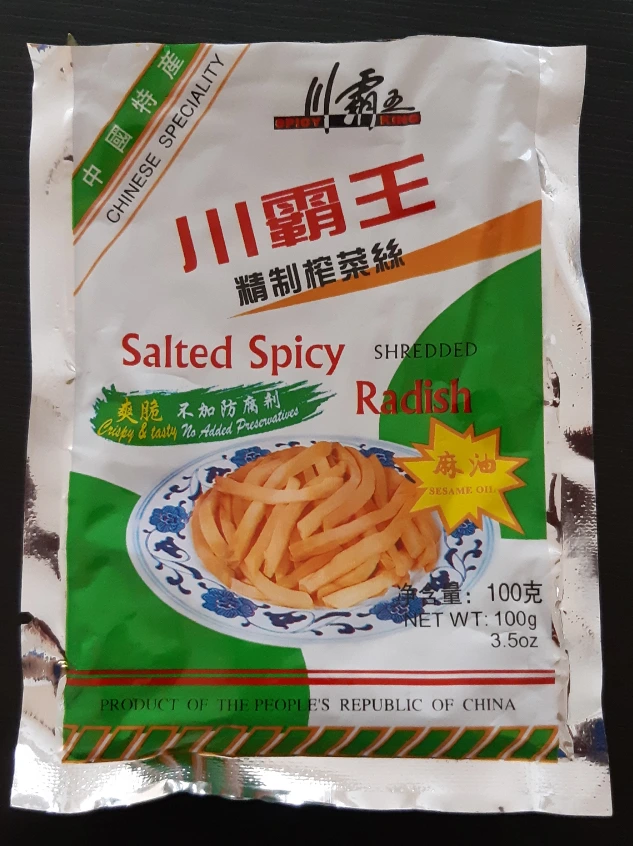 中國特産
CHINESE SPECIALITY
川霸王
SPICY KING
川霸王
精制榨菜絲
Salted Spicy SHREDDED
Radish
爽脆 不加防腐剂
Crispy & tasty No Added Preservatives
麻油
SESAME OIL
净含量: 100克
NET WT: 100g
3.5oz
PRODUCT OF THE PEOPLE'S REPUBLIC OF CHINA